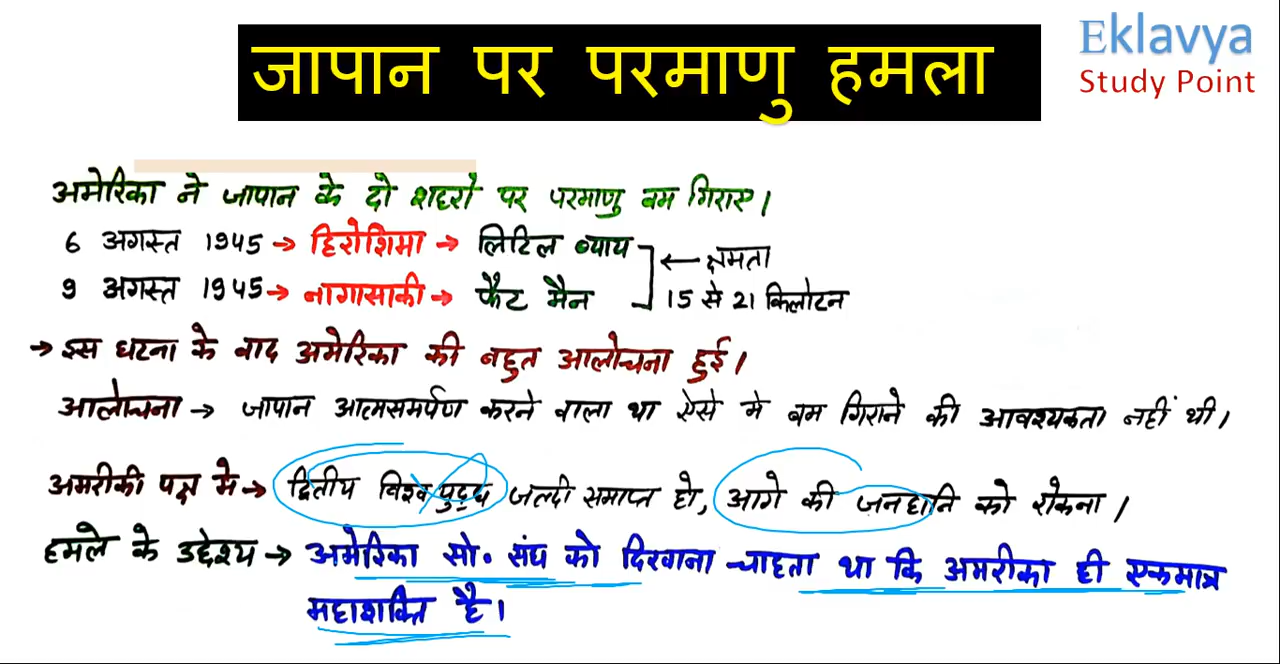 जापान पर परमाणु हमला
Eklavya
Study Point
अमेरिका ने जापान के दो शहरो पर परमाणु बम गिराए।
6 अगस्त 1945 → हिरोशिमा → लिटिल ब्वाय
9 अगस्त 1945 → नागासाकी → फैट मैन
← क्षमता
15 से 21 किलोटन
→ इस घटना के बाद अमेरिका की बहुत आलोचना हुई।
आलोचना → जापान आत्मसमर्पण करने वाला था ऐसे मे बम गिराने की आवश्यकता नहीं थी।
अमरीकी पक्ष मे → द्वितीय विश्व युद्ध जल्दी समाप्त हो, आगे की जनहानि को रोकना।
हमले के उद्देश्य → अमेरिका सो॰ संघ को दिखाना चाहता था कि अमरीका ही एकमात्र
महाशक्ति है।